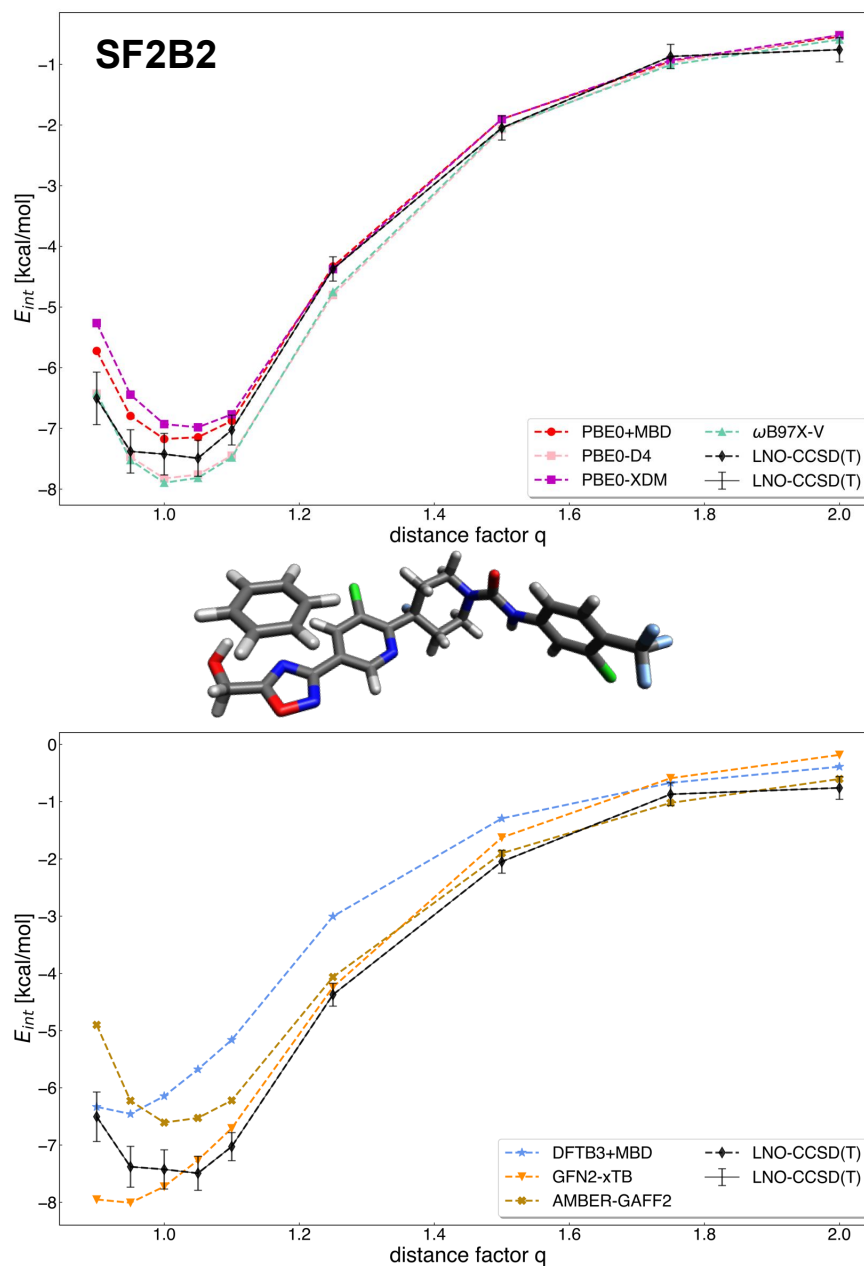 SF2B2
E_int [kcal/mol]
−1
−2
−3
−4
−5
−6
−7
−8
PBE0+MBD
PBE0-D4
PBE0-XDM
ωB97X-V
LNO-CCSD(T)
LNO-CCSD(T)
1.0 1.2 1.4 1.6 1.8 2.0
distance factor q
E_int [kcal/mol]
0
−1
−2
−3
−4
−5
−6
−7
−8
DFTB3+MBD
GFN2-xTB
AMBER-GAFF2
LNO-CCSD(T)
LNO-CCSD(T)
1.0 1.2 1.4 1.6 1.8 2.0
distance factor q